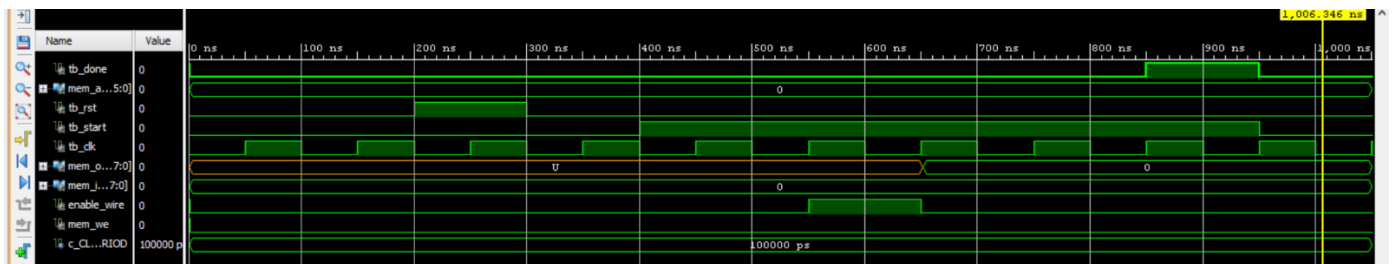 1,006.346 ns
Name Value
0 ns 100 ns 200 ns 300 ns 400 ns 500 ns 600 ns 700 ns 800 ns 900 ns 1,000 ns
tb_done 0
mem_a...5:0] 0 0
tb_rst 0
tb_start 0
tb_clk 0
mem_o...7:0] 0 U 0
mem_i...7:0] 0 0
enable_wire 0
mem_we 0
c_CL...RIOD 100000 p 100000 ps